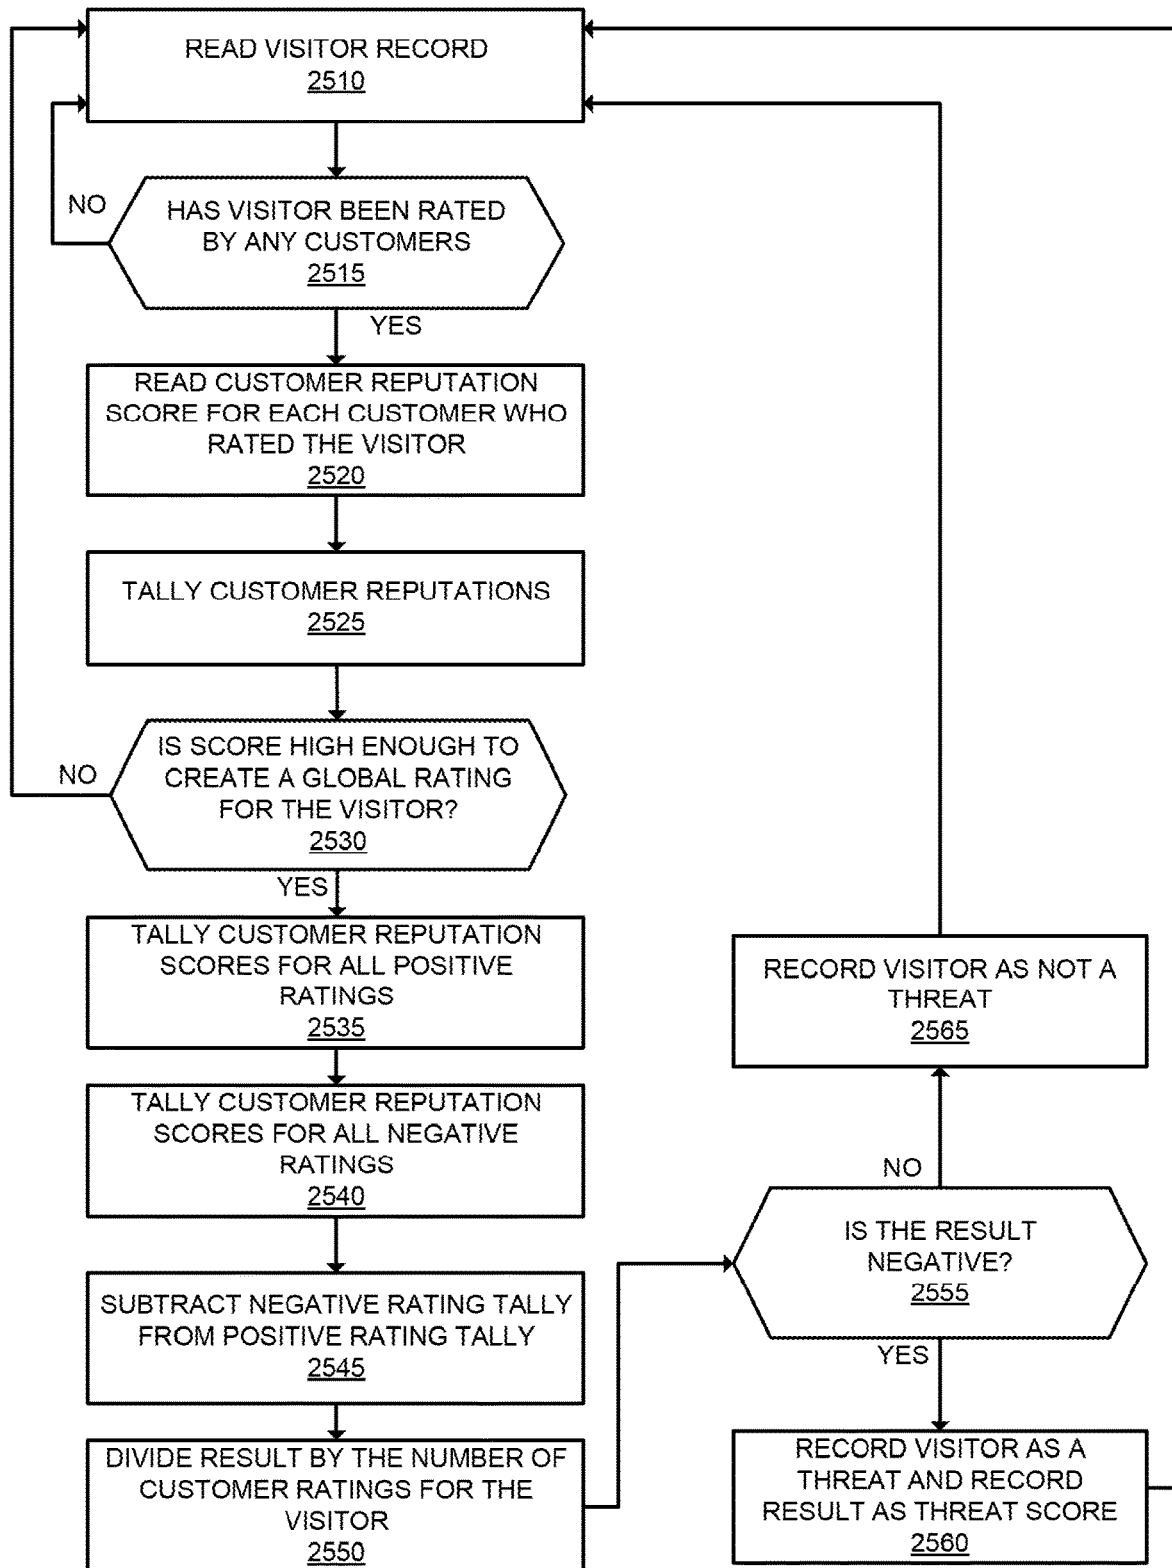 READ VISITOR RECORD
2510
NO
HAS VISITOR BEEN RATED
BY ANY CUSTOMERS
2515
YES
READ CUSTOMER REPUTATION
SCORE FOR EACH CUSTOMER WHO
RATED THE VISITOR
2520
TALLY CUSTOMER REPUTATIONS
2525
IS SCORE HIGH ENOUGH TO
CREATE A GLOBAL RATING
FOR THE VISITOR?
2530
NO
YES
TALLY CUSTOMER REPUTATION
SCORES FOR ALL POSITIVE
RATINGS
2535
TALLY CUSTOMER REPUTATION
SCORES FOR ALL NEGATIVE
RATINGS
2540
SUBTRACT NEGATIVE RATING TALLY
FROM POSITIVE RATING TALLY
2545
DIVIDE RESULT BY THE NUMBER OF
CUSTOMER RATINGS FOR THE
VISITOR
2550
RECORD VISITOR AS NOT A
THREAT
2565
NO
IS THE RESULT
NEGATIVE?
2555
YES
RECORD VISITOR AS A
THREAT AND RECORD
RESULT AS THREAT SCORE
2560